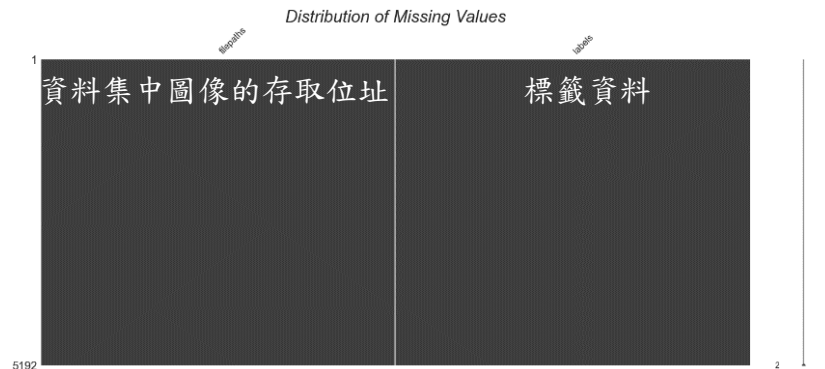 Distribution of Missing Values
filepaths
labels
1
資料集中圖像的存取位址
標籤資料
5192
2